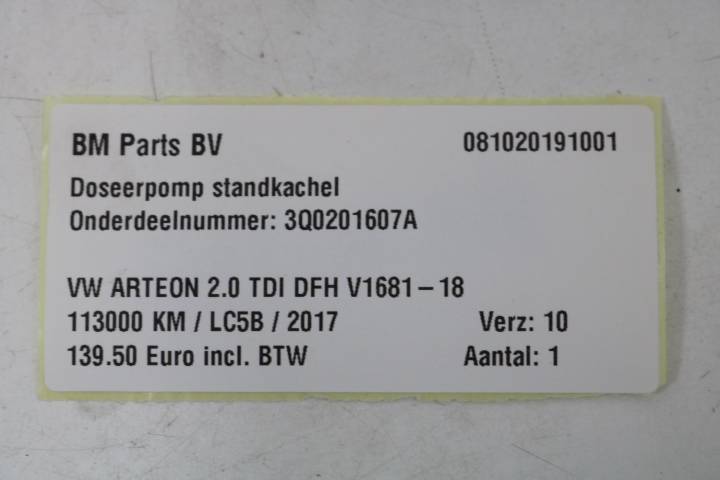 BM Parts BV 081020191001
Doseerpomp standkachel
Onderdeelnummer: 3Q0201607A
VW ARTEON 2.0 TDI DFH V1681-18
113000 KM / LC5B / 2017 Verz: 10
139.50 Euro incl. BTW Aantal: 1